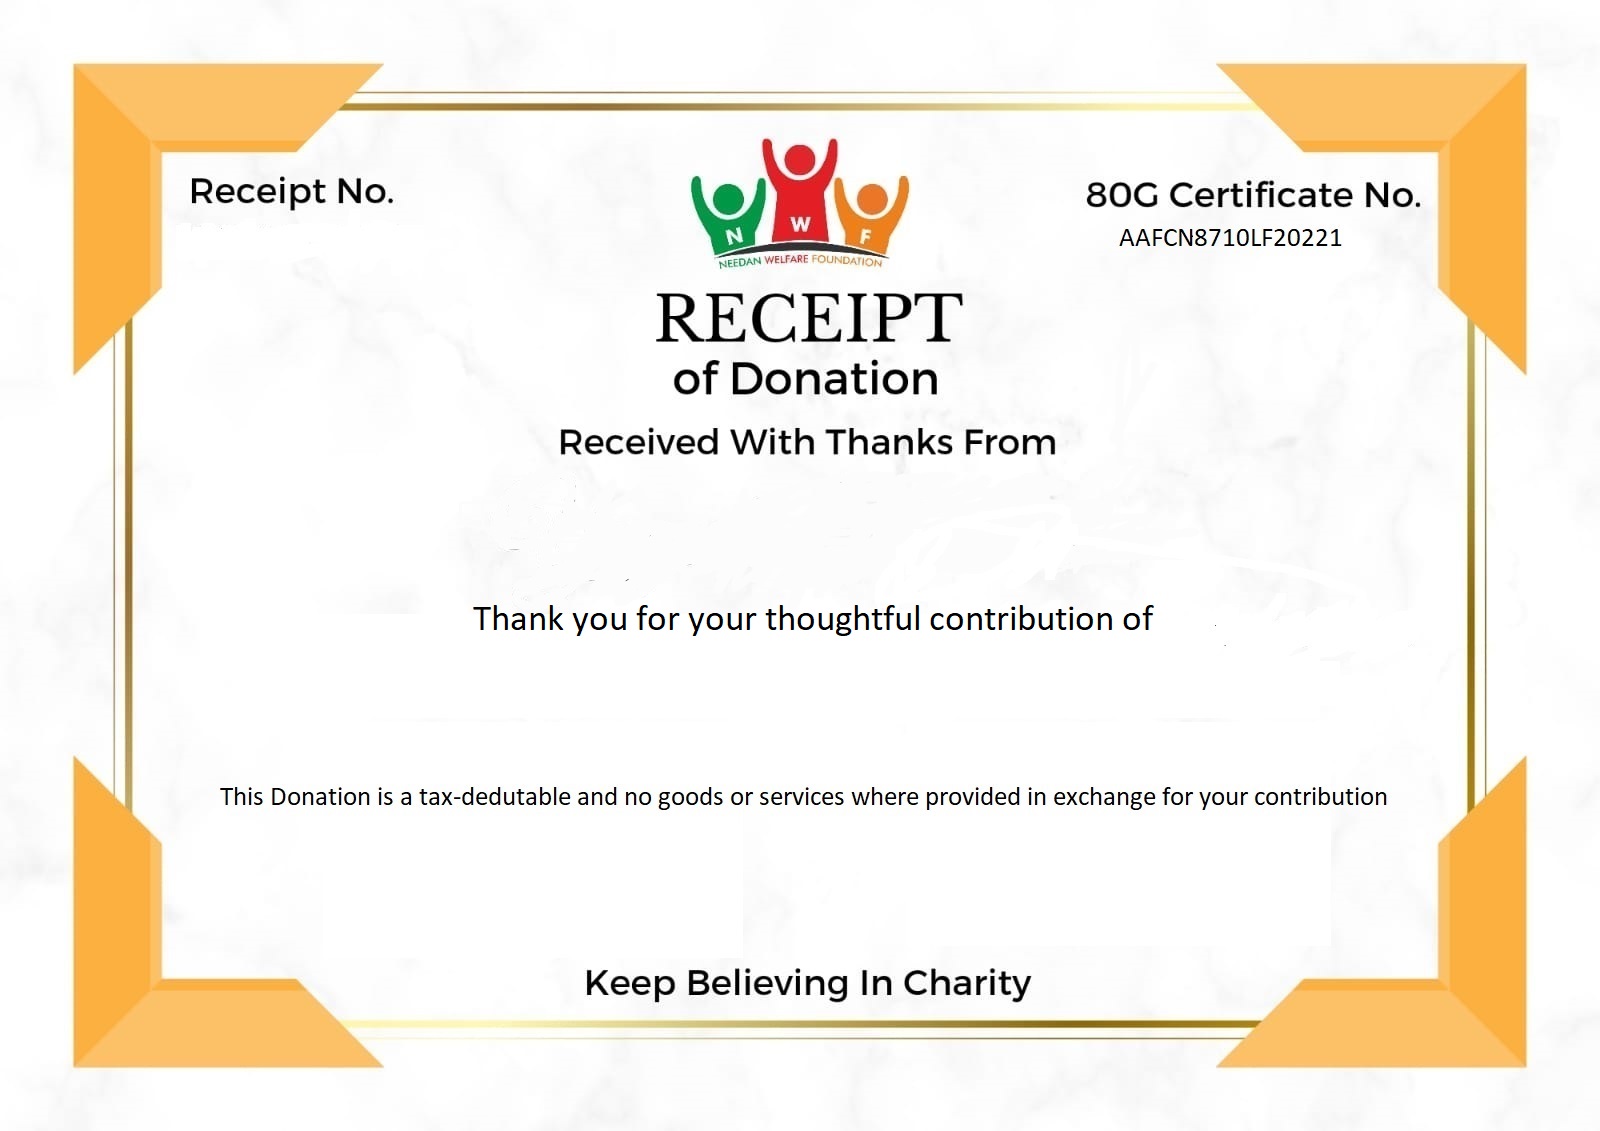 Receipt No.
80G Certificate No.
AAFCN8710LF20221
N W F
NEEDAN WELFARE FOUNDATION
RECEIPT
of Donation
Received With Thanks From
Thank you for your thoughtful contribution of
This Donation is a tax-dedutable and no goods or services where provided in exchange for your contribution
Keep Believing In Charity